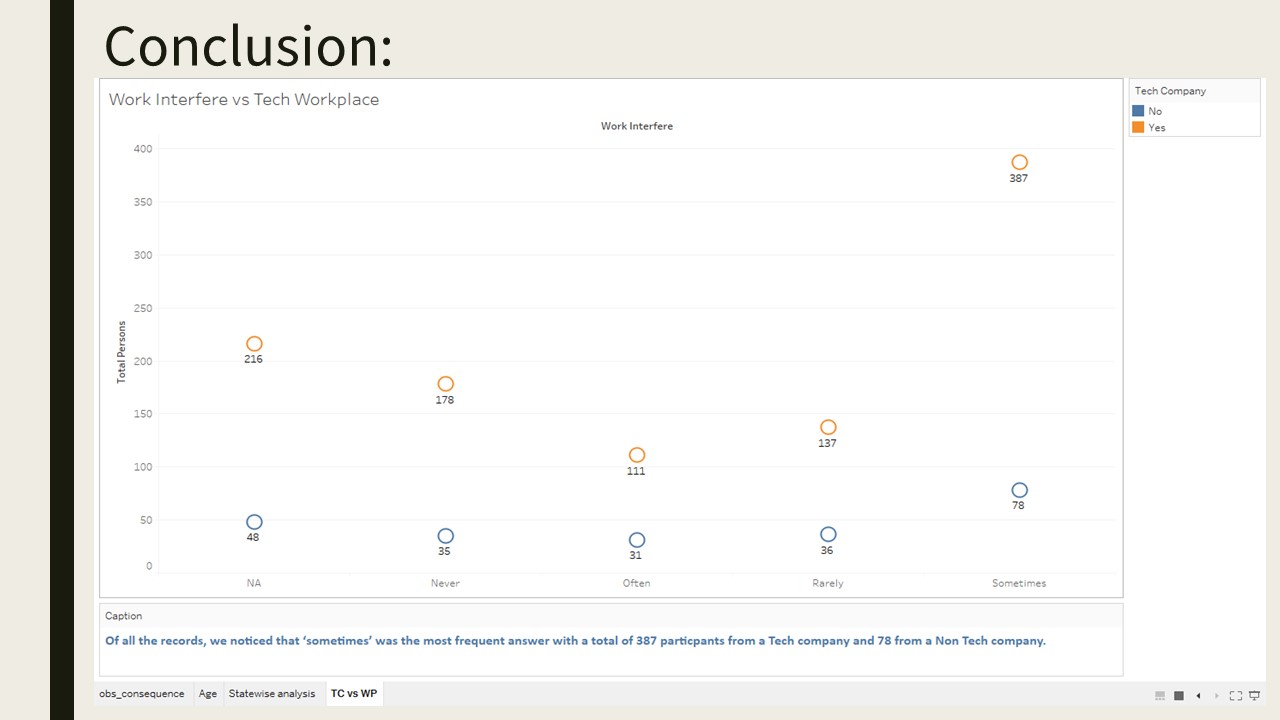 Conclusion:
Work Interfere vs Tech Workplace
Tech Company
No
Yes
Work Interfere
Total Persons
400
350
300
250
200
150
100
50
0
387
216
178
137
111
78
48
35
31
36
NA Never Often Rarely Sometimes
Caption
Of all the records, we noticed that ‘sometimes’ was the most frequent answer with a total of 387 particpants from a Tech company and 78 from a Non Tech company.
obs_consequence Age Statewise analysis TC vs WP